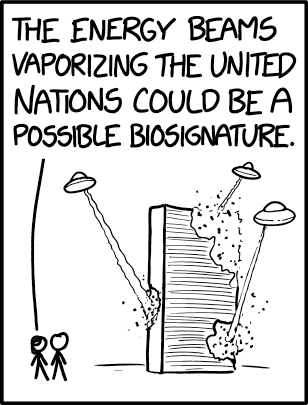 THE ENERGY BEAMS
VAPORIZING THE UNITED
NATIONS COULD BE A
POSSIBLE BIOSIGNATURE.